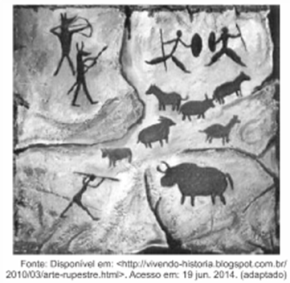 Fonte: Disponível em: <http://vivendo-historia.blogspot.com.br/
2010/03/arte-rupestre.html>. Acesso em: 19 jun. 2014. (adaptado)